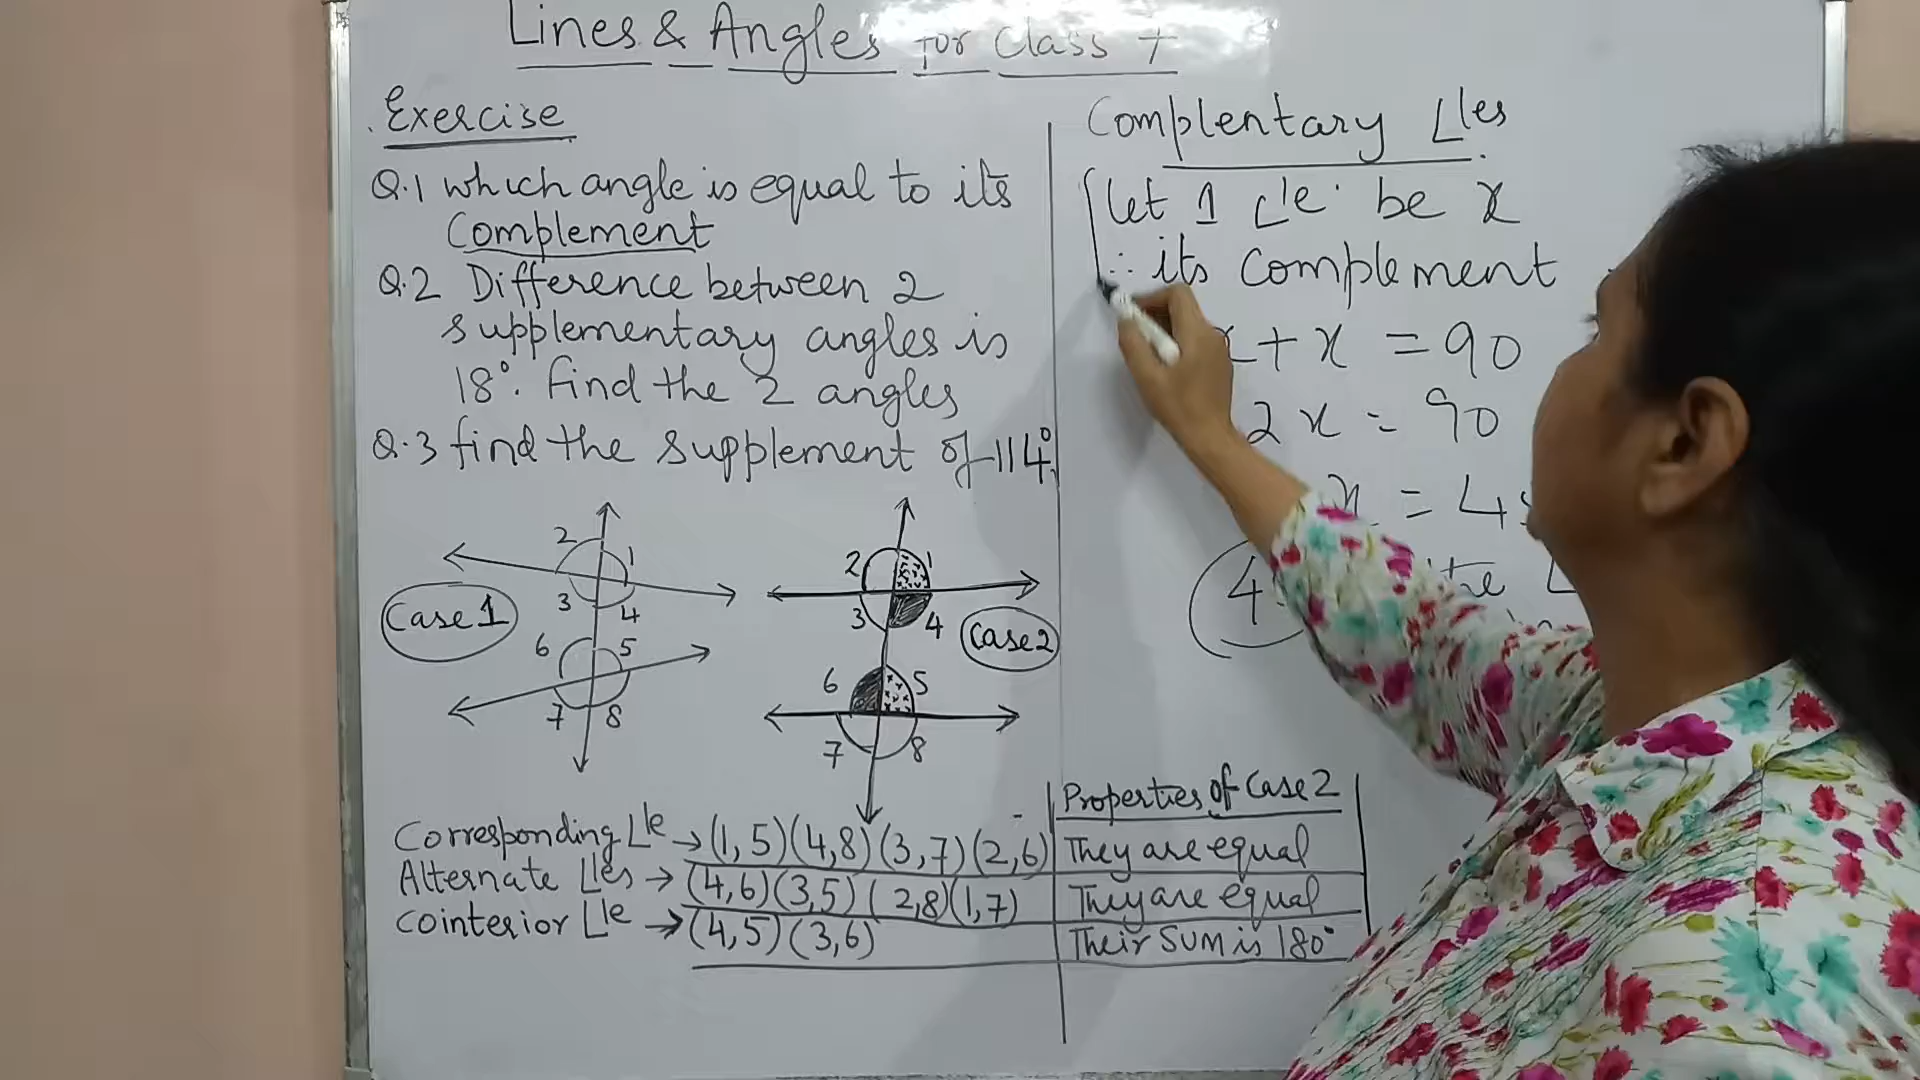 Lines & Angles for Class 7
Exercise
Q.1 which angle is equal to its
Complement
Q.2 Difference between 2
supplementary angles is
18°. find the 2 angles
Q.3 find the supplement of 114°
2 1
3 4
Case 1
6 5
7 8
2 1
3 4
Case 2
6 5
7 8
Corresponding ∠le → (1,5) (4,8) (3,7) (2,6)
Alternate ∠les → (4,6) (3,5) (2,8) (1,7)
Cointerior ∠le → (4,5) (3,6)
Properties of Case 2
They are equal
They are equal
Their SUM is 180°
Complentary ∠les
let 1 ∠le be x
∴ its complement
x + x = 90
2x = 90
x = 4
4